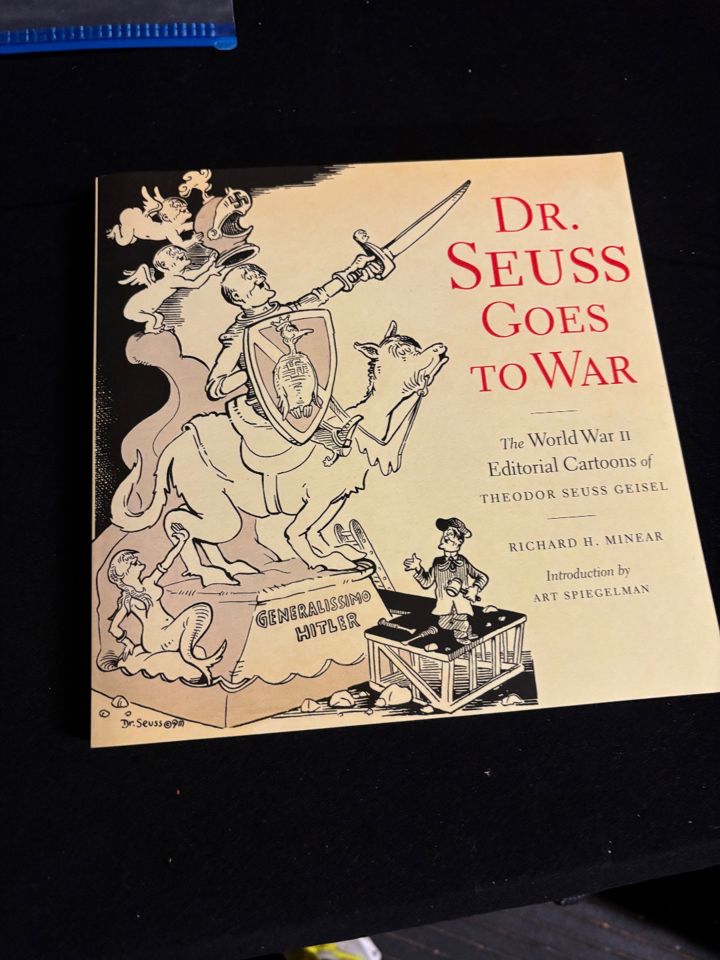 DR.
SEUSS
GOES
TO WAR
The World War II
Editorial Cartoons of
THEODOR SEUSS GEISEL
RICHARD H. MINEAR
Introduction by
ART SPIEGELMAN
GENERALISSIMO
HITLER
Dr. Seuss